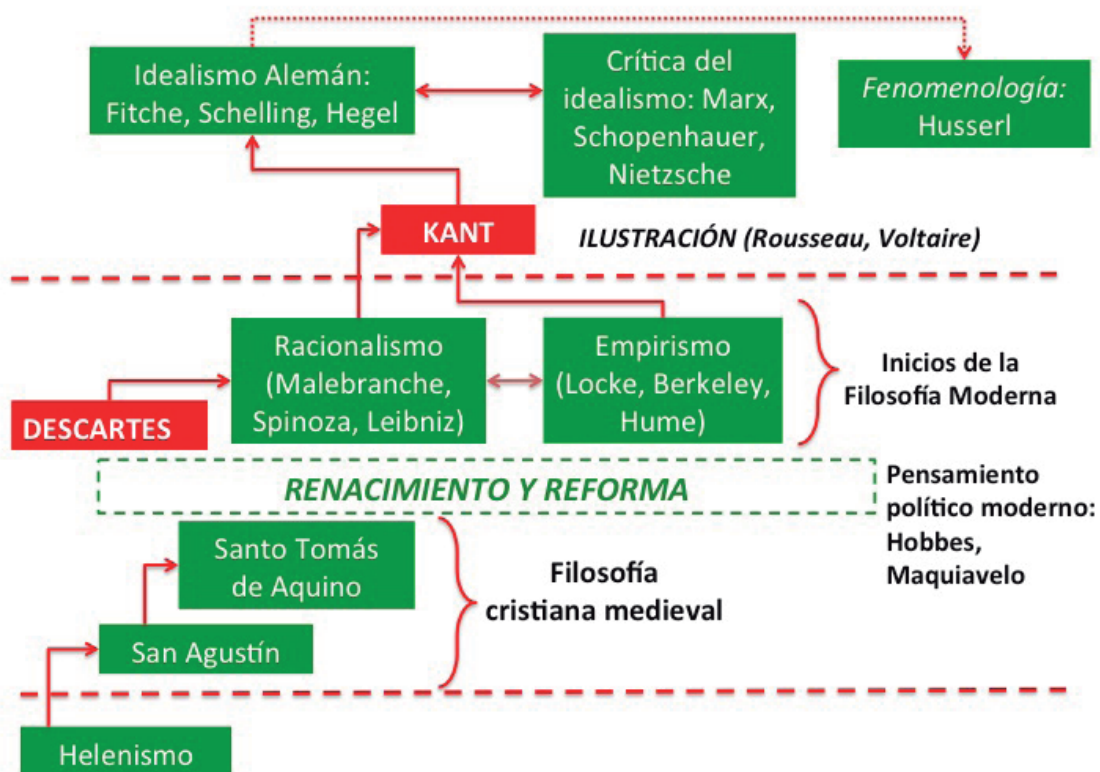 Idealismo Alemán:
Fitche, Schelling, Hegel
Crítica del
idealismo: Marx,
Schopenhauer,
Nietzsche
Fenomenología:
Husserl
KANT
ILUSTRACIÓN (Rousseau, Voltaire)
Racionalismo
(Malebranche,
Spinoza, Leibniz)
Empirismo
(Locke, Berkeley,
Hume)
Inicios de la
Filosofía Moderna
DESCARTES
RENACIMIENTO Y REFORMA
Pensamiento
político moderno:
Hobbes,
Maquiavelo
Santo Tomás
de Aquino
Filosofía
cristiana medieval
San Agustín
Helenismo